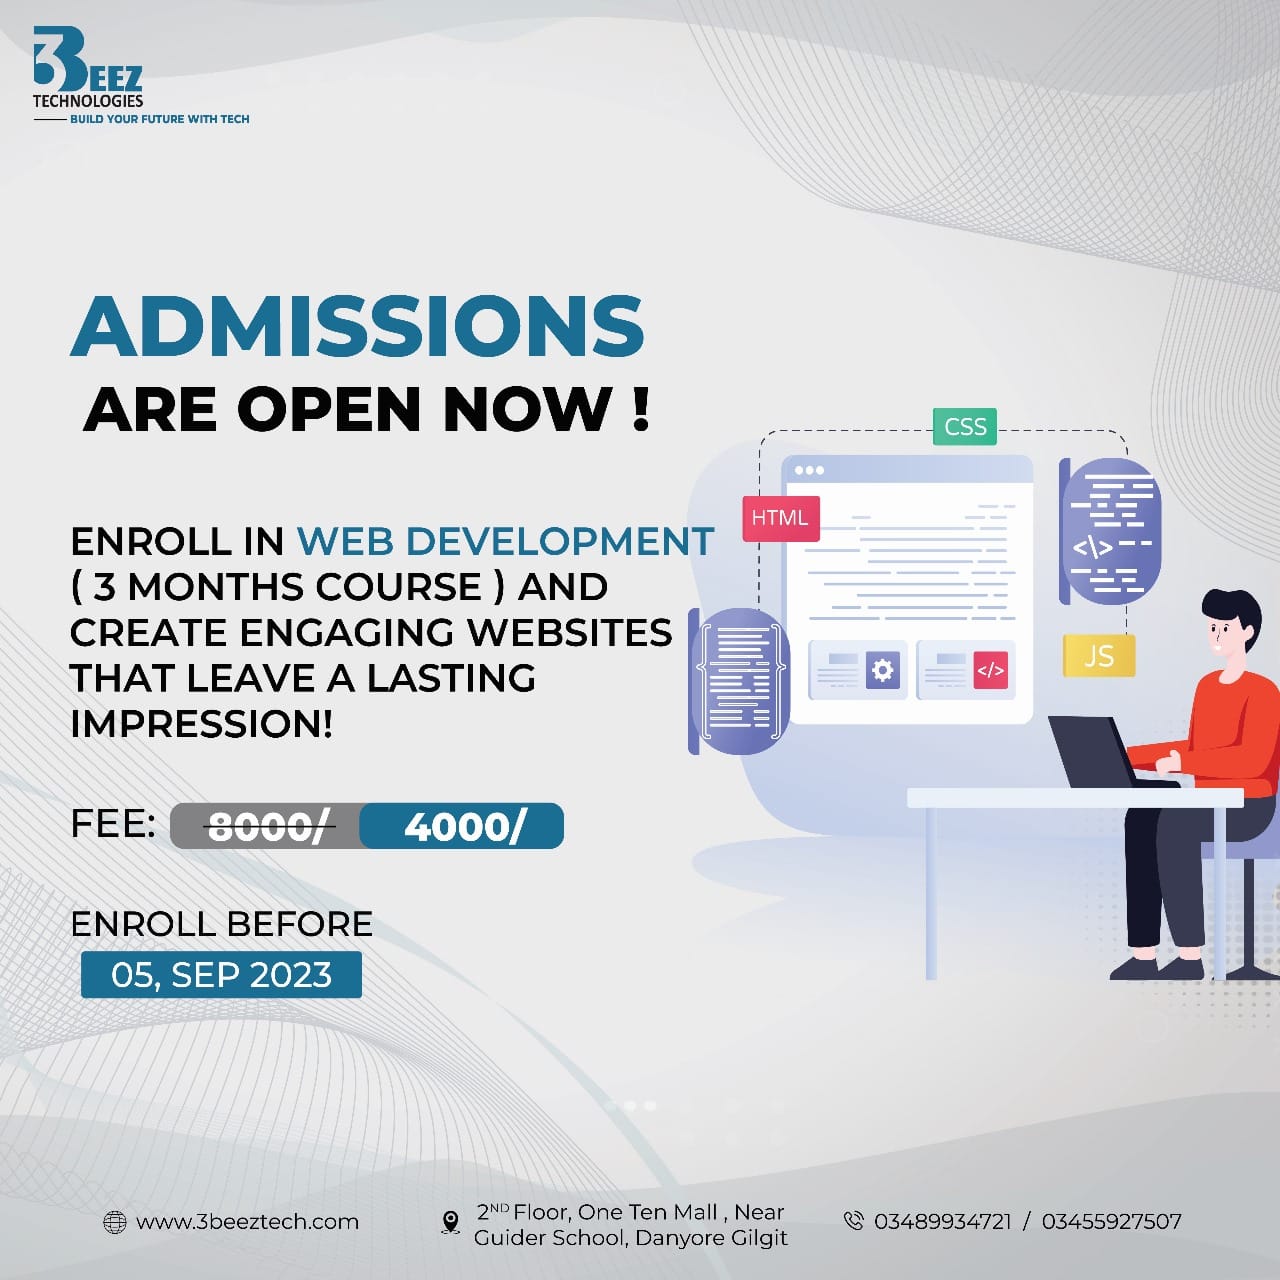 3BEEZ
TECHNOLOGIES
BUILD YOUR FUTURE WITH TECH
ADMISSIONS
ARE OPEN NOW !
ENROLL IN WEB DEVELOPMENT
( 3 MONTHS COURSE ) AND
CREATE ENGAGING WEBSITES
THAT LEAVE A LASTING
IMPRESSION!
FEE: 8000/ 4000/
ENROLL BEFORE
05, SEP 2023
CSS
HTML
</>
JS
</>
www.3beeztech.com
2ND Floor, One Ten Mall , Near
Guider School, Danyore Gilgit
03489934721 / 03455927507